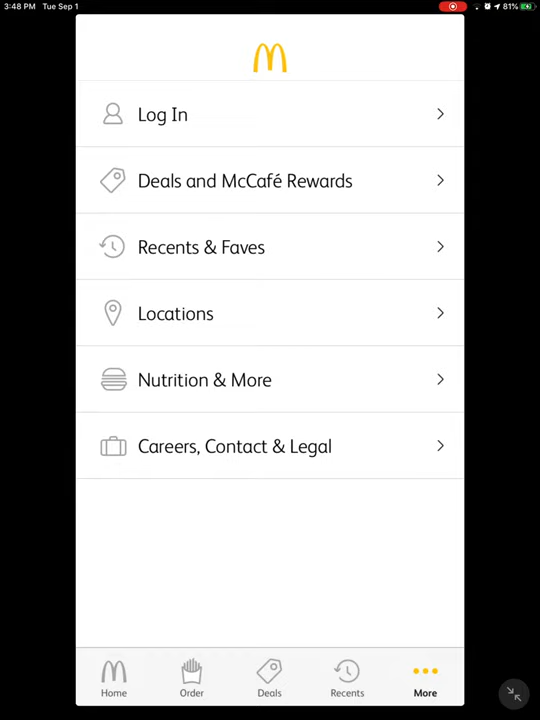 3:48 PM Tue Sep 1 81%
Log In
Deals and McCafé Rewards
Recents & Faves
Locations
Nutrition & More
Careers, Contact & Legal
Home Order Deals Recents More